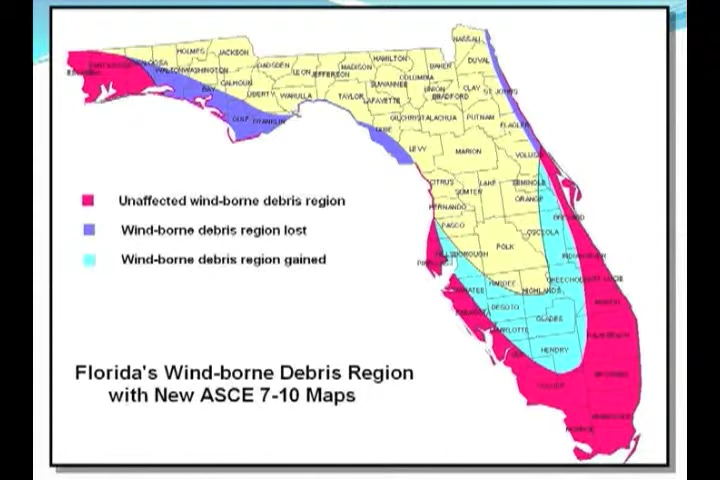 NASSAU
HOLMES
JACKSON
HAMILTON
DUVAL
WALTON
WASHINGTON
GADSDEN
LEON
JEFFERSON
MADISON
BAKER
COLUMBIA
SUWANNEE
CALHOUN
BAY
LIBERTY
WAKULLA
TAYLOR
LAFAYETTE
UNION
BRADFORD
CLAY
ST JOHNS
GULF
FRANKLIN
DIXIE
GILCHRIST
ALACHUA
PUTNAM
FLAGLER
LEVY
MARION
VOLUSIA
CITRUS
SUMTER
LAKE
SEMINOLE
Unaffected wind-borne debris region
HERNANDO
ORANGE
Wind-borne debris region lost
PASCO
OSCEOLA
POLK
Wind-borne debris region gained
HILLSBOROUGH
HARDEE
HIGHLANDS
DESOTO
GLADES
HENDRY
Florida's Wind-borne Debris Region
with New ASCE 7-10 Maps